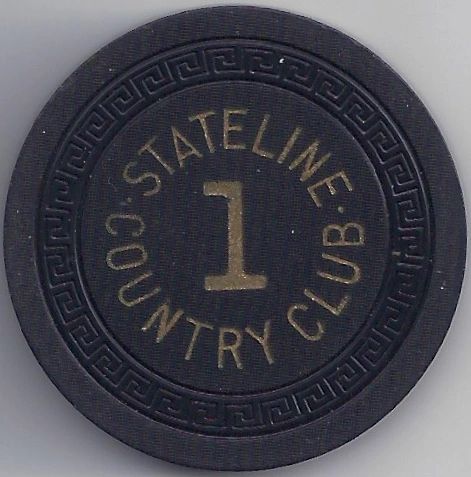 · STATELINE ·
1
COUNTRY CLUB